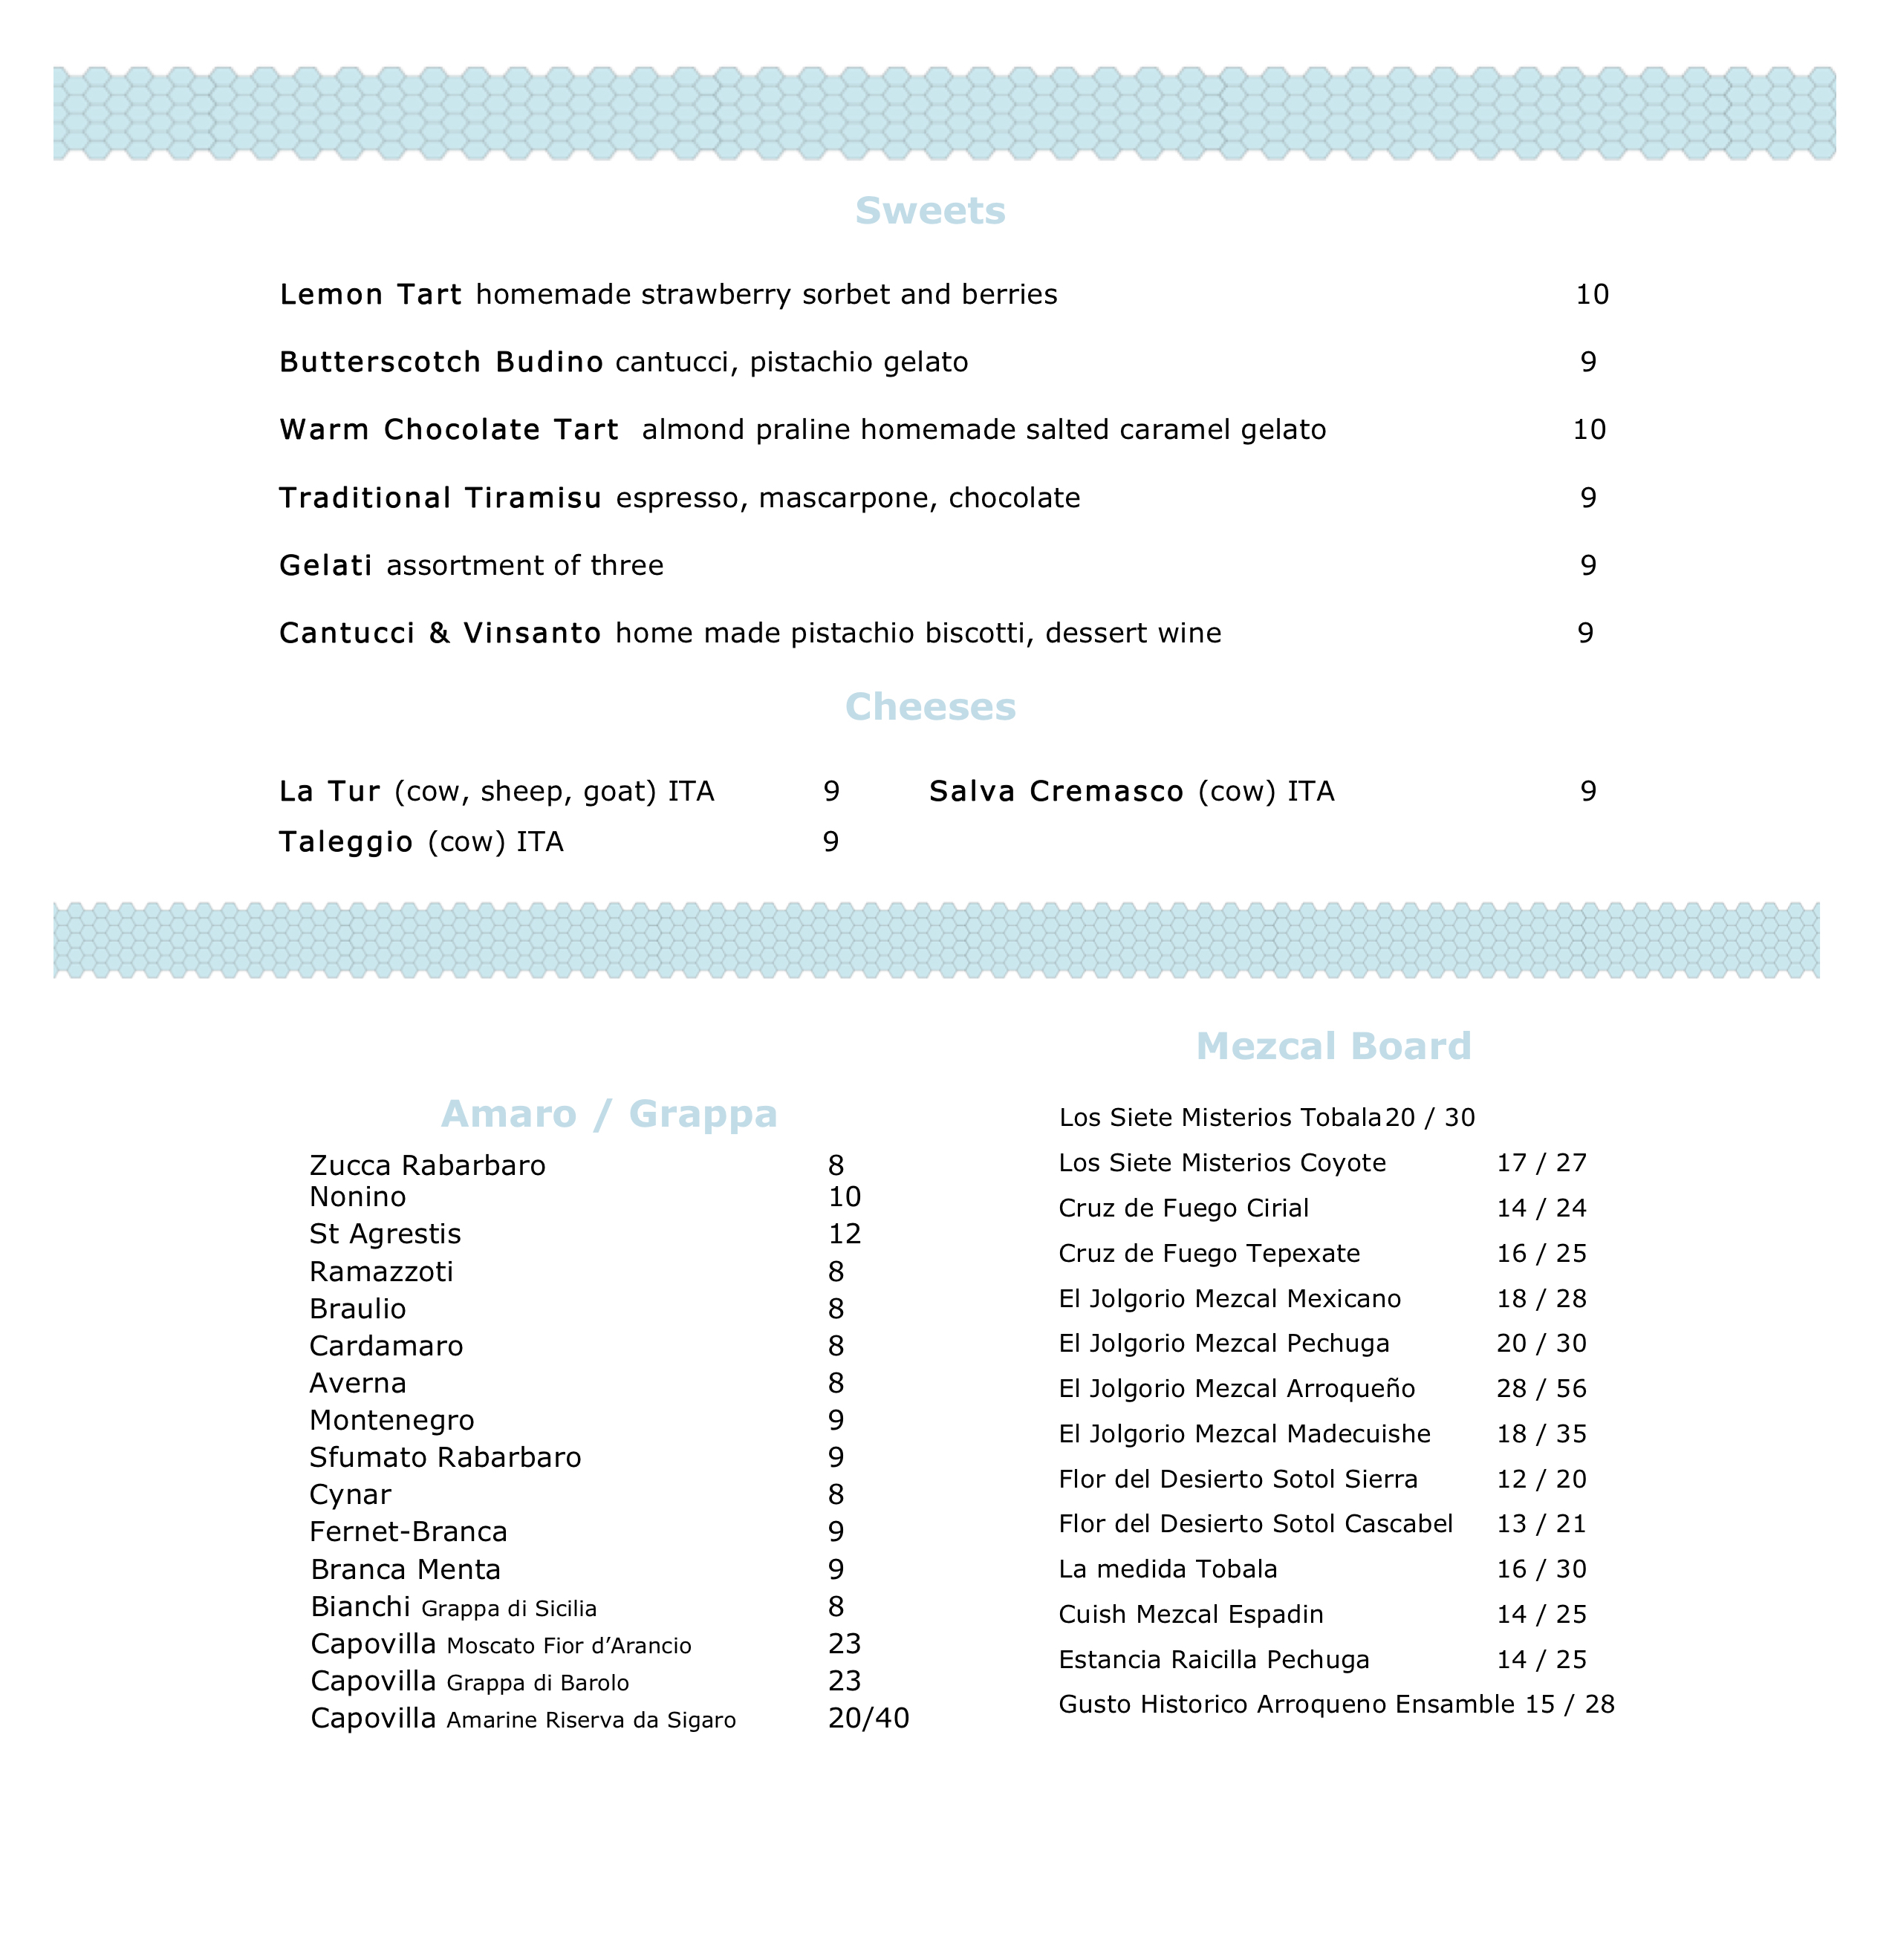 Sweets
Lemon Tart homemade strawberry sorbet and berries 10
Butterscotch Budino cantucci, pistachio gelato 9
Warm Chocolate Tart almond praline homemade salted caramel gelato 10
Traditional Tiramisu espresso, mascarpone, chocolate 9
Gelati assortment of three 9
Cantucci & Vinsanto home made pistachio biscotti, dessert wine 9
Cheeses
La Tur (cow, sheep, goat) ITA 9 Salva Cremasco (cow) ITA 9
Taleggio (cow) ITA 9
Amaro / Grappa
Zucca Rabarbaro 8
Nonino 10
St Agrestis 12
Ramazzoti 8
Braulio 8
Cardamaro 8
Averna 8
Montenegro 9
Sfumato Rabarbaro 9
Cynar 8
Fernet-Branca 9
Branca Menta 9
Bianchi Grappa di Sicilia 8
Capovilla Moscato Fior d’Arancio 23
Capovilla Grappa di Barolo 23
Capovilla Amarine Riserva da Sigaro 20/40
Mezcal Board
Los Siete Misterios Tobala 20 / 30
Los Siete Misterios Coyote 17 / 27
Cruz de Fuego Cirial 14 / 24
Cruz de Fuego Tepexate 16 / 25
El Jolgorio Mezcal Mexicano 18 / 28
El Jolgorio Mezcal Pechuga 20 / 30
El Jolgorio Mezcal Arroqueño 28 / 56
El Jolgorio Mezcal Madecuishe 18 / 35
Flor del Desierto Sotol Sierra 12 / 20
Flor del Desierto Sotol Cascabel 13 / 21
La medida Tobala 16 / 30
Cuish Mezcal Espadin 14 / 25
Estancia Raicilla Pechuga 14 / 25
Gusto Historico Arroqueno Ensamble 15 / 28